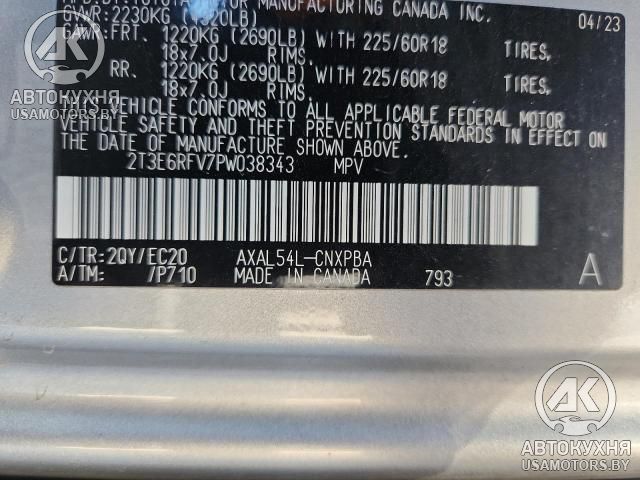 MANUFACTURING CANADA INC.
GVWR: 2230KG 04/23
GAWR: FRT. 1220KG (2690LB) WITH 225/60R18 TIRES,
18x7.0J RIMS,
RR. 1220KG (2690LB) WITH 225/60R18 TIRES,
18x7.0J RIMS,
THIS VEHICLE CONFORMS TO ALL APPLICABLE FEDERAL MOTOR
VEHICLE SAFETY AND THEFT PREVENTION STANDARDS IN EFFECT ON
THE DATE OF MANUFACTURE SHOWN ABOVE.
2T3E6RFV7PW038343 MPV
C/TR: 2QY/EC20 AXAL54L-CNXPBA
A/TM: /P710 MADE IN CANADA 793 A
АК
АВТОКУХНЯ
USAMOTORS.BY
АК
АВТОКУХНЯ
USAMOTORS.BY